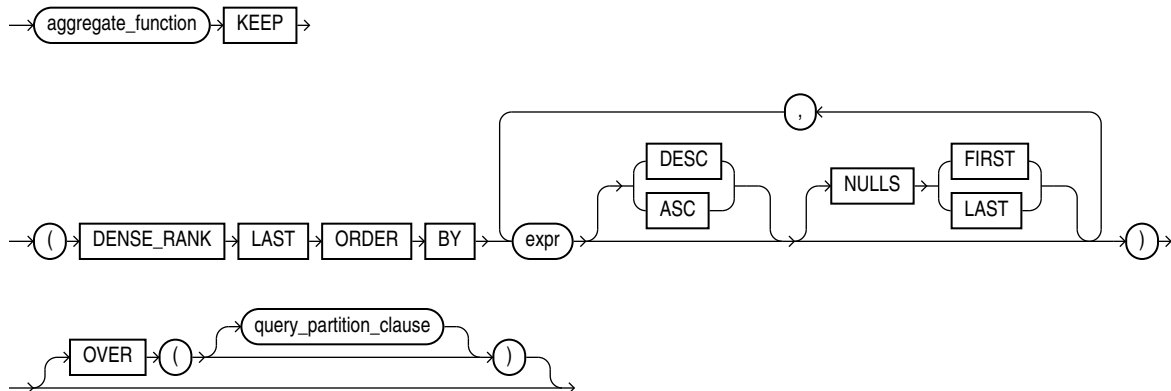 aggregate_function KEEP
,
DESC FIRST
NULLS
ASC LAST
( DENSE_RANK LAST ORDER BY expr )
query_partition_clause
OVER ( )